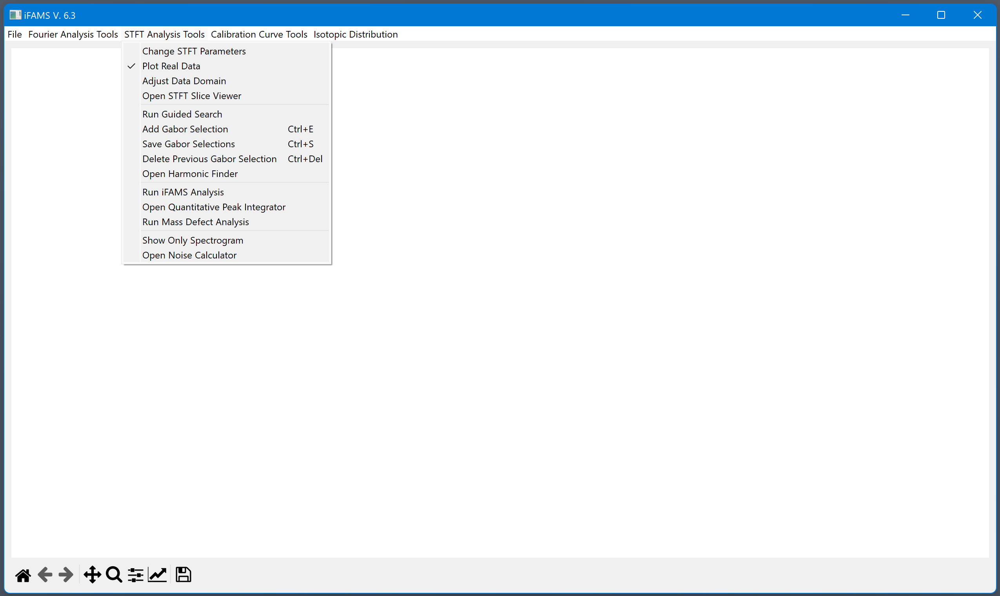 iFAMS V. 6.3
File Fourier Analysis Tools STFT Analysis Tools Calibration Curve Tools Isotopic Distribution
Change STFT Parameters
Plot Real Data
Adjust Data Domain
Open STFT Slice Viewer
Run Guided Search
Add Gabor Selection Ctrl+E
Save Gabor Selections Ctrl+S
Delete Previous Gabor Selection Ctrl+Del
Open Harmonic Finder
Run iFAMS Analysis
Open Quantitative Peak Integrator
Run Mass Defect Analysis
Show Only Spectrogram
Open Noise Calculator